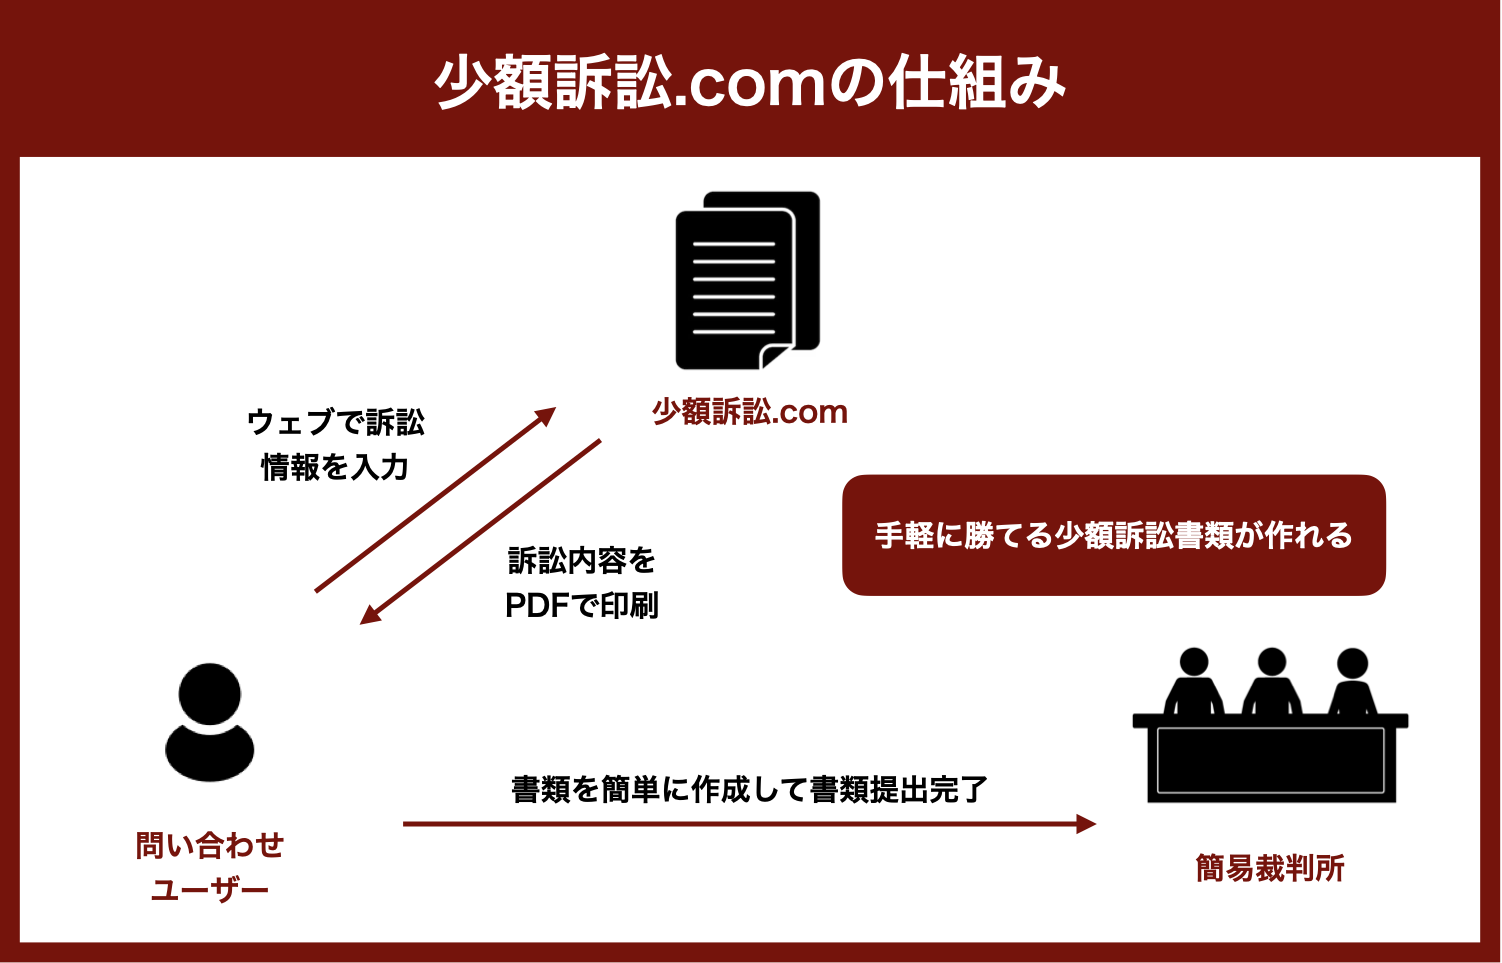 少額訴訟.comの仕組み
少額訴訟.com
ウェブで訴訟
情報を入力
手軽に勝てる少額訴訟書類が作れる
訴訟内容を
PDFで印刷
書類を簡単に作成して書類提出完了
問い合わせ
ユーザー
簡易裁判所